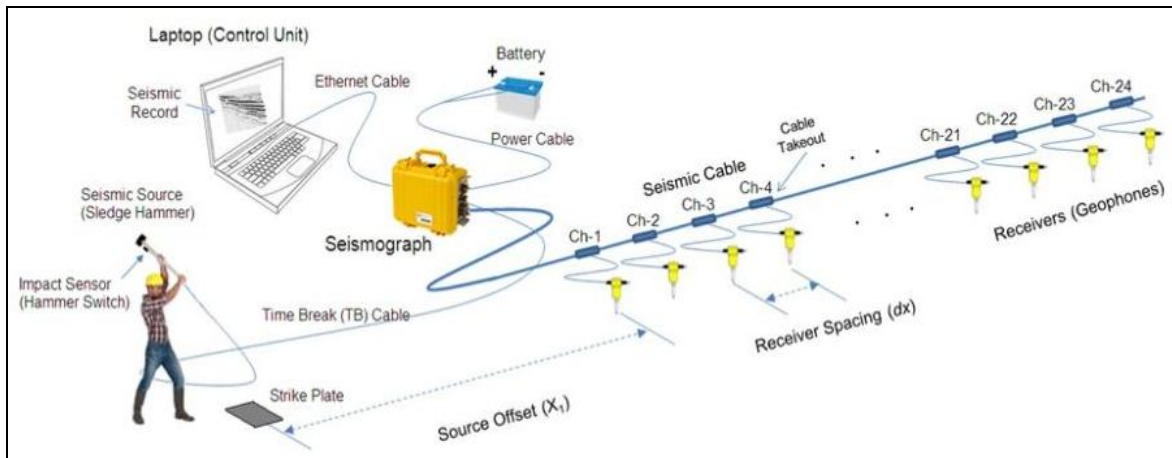 Laptop (Control Unit)
Seismic
Record
Ethernet Cable
Battery
+ -
Power Cable
Seismic Source
(Sledge Hammer)
Impact Sensor
(Hammer Switch)
Seismograph
Time Break (TB) Cable
Strike Plate
Source Offset (X₁)
Seismic Cable
Cable
Takeout
Ch-1
Ch-2
Ch-3
Ch-4
. . .
Ch-21
Ch-22
Ch-23
Ch-24
. . .
Receivers (Geophones)
Receiver Spacing (dx)